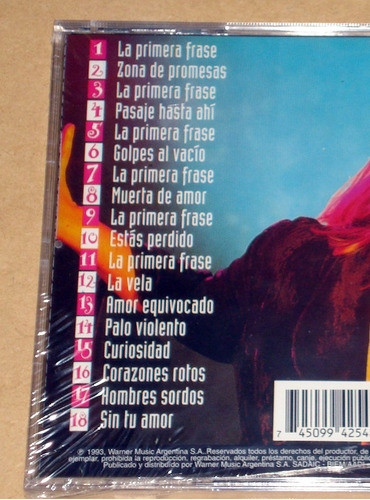 1 La primera frase
2 Zona de promesas
3 La primera frase
4 Pasaje hasta ahí
5 La primera frase
6 Golpes al vacío
7 La primera frase
8 Muerta de amor
9 La primera frase
10 Estás perdido
11 La primera frase
12 La vela
13 Amor equivocado
14 Palo violento
15 Curiosidad
16 Corazones rotos
17 Hombres sordos
18 Sin tu amor
7 45099 4254
℗ 1993, Warner Music Argentina S.A. Reservados todos los derechos del productor, de
ejemplar, prohibida la reproducción, regrabación, alquiler, préstamo, canje, ejecución públic
Publicado y distribuido por Warner Music Argentina S.A. SADAIC - BIEM/